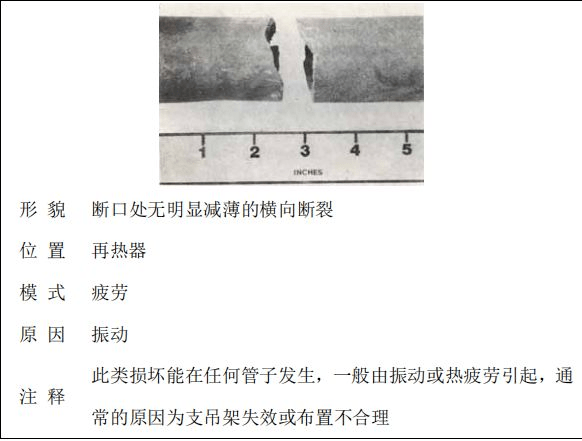 1 2 3 4 5
INCHES
形 貌 断口处无明显减薄的横向断裂
位 置 再热器
模 式 疲劳
原 因 振动
注 释 此类损坏能在任何管子发生，一般由振动或热疲劳引起，通
常的原因为支吊架失效或布置不合理